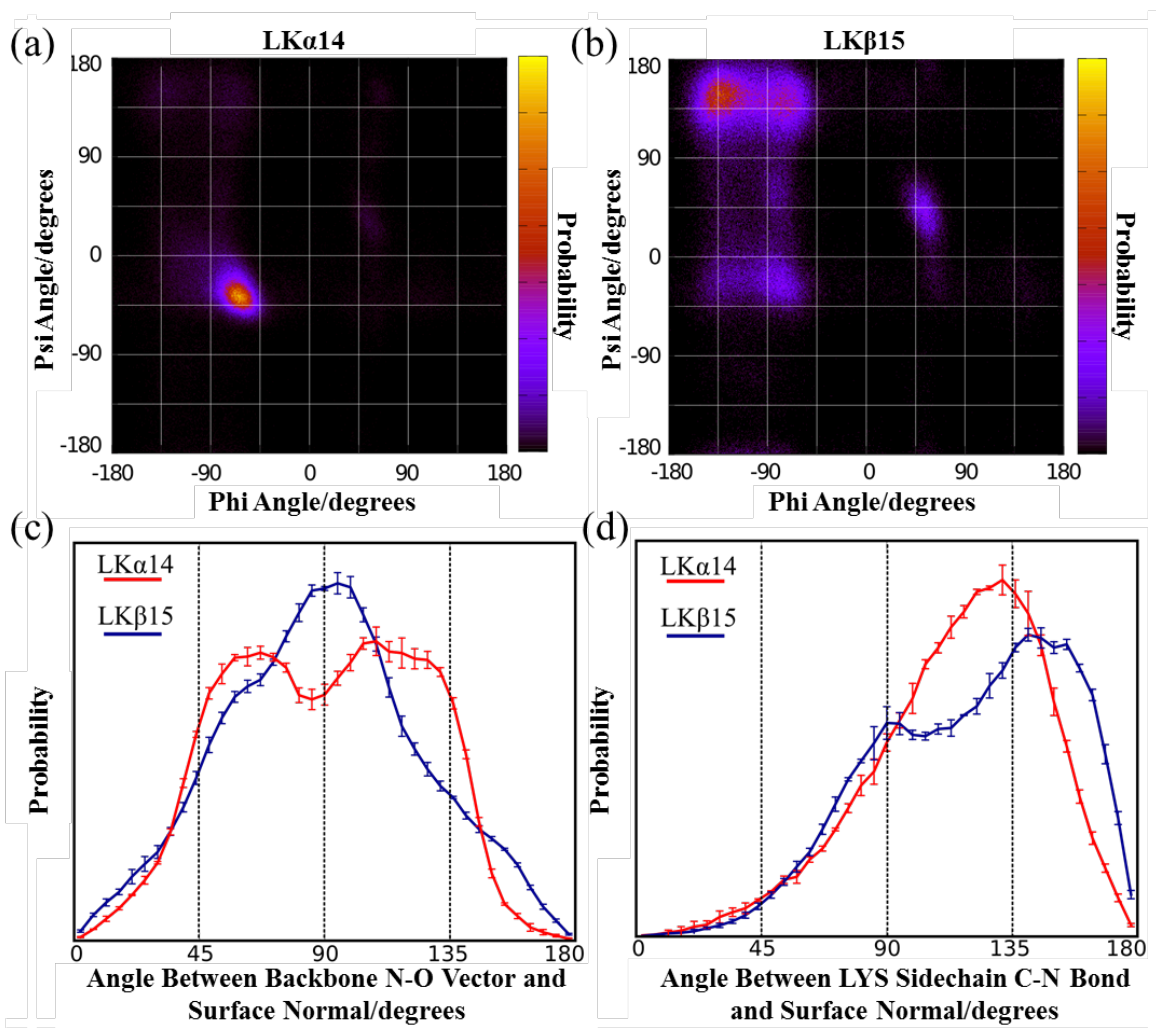 (a)
LKα14
180
90
0
-90
-180
-180 -90 0 90 180
Psi Angle/degrees
Phi Angle/degrees
Probability
(b)
LKβ15
180
90
0
-90
-180
-180 -90 0 90 180
Psi Angle/degrees
Phi Angle/degrees
Probability
(c)
LKα14
LKβ15
Probability
0 45 90 135 180
Angle Between Backbone N-O Vector and
Surface Normal/degrees
(d)
LKα14
LKβ15
Probability
0 45 90 135 180
Angle Between LYS Sidechain C-N Bond
and Surface Normal/degrees